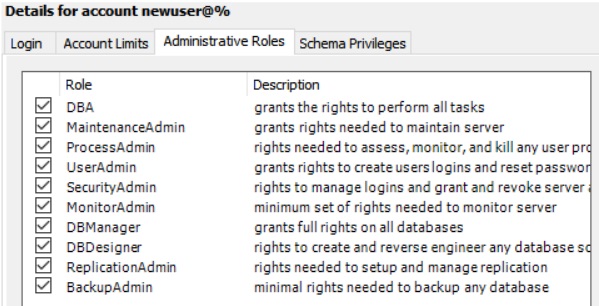 Details for account newuser@%
Login Account Limits Administrative Roles Schema Privileges
Role Description
DBA grants the rights to perform all tasks
MaintenanceAdmin grants rights needed to maintain server
ProcessAdmin rights needed to assess, monitor, and kill any user pro
UserAdmin grants rights to create users logins and reset passwor
SecurityAdmin rights to manage logins and grant and revoke server
MonitorAdmin minimum set of rights needed to monitor server
DBManager grants full rights on all databases
DBDesigner rights to create and reverse engineer any database sc
ReplicationAdmin rights needed to setup and manage replication
BackupAdmin minimal rights needed to backup any database